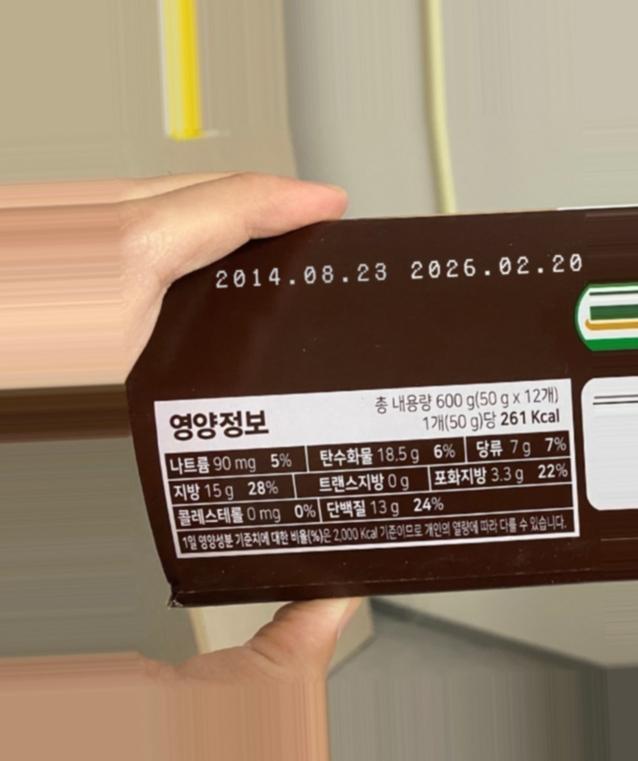 2014.08.23 2026.02.20
영양정보
총 내용량 600 g(50 g x 12개)
1개(50 g)당 261 Kcal
나트륨 90 mg 5% 탄수화물 18.5 g 6% 당류 7 g 7%
지방 15 g 28% 트랜스지방 0 g 포화지방 3.3 g 22%
콜레스테롤 0 mg 0% 단백질 13 g 24%
1일 영양성분 기준치에 대한 비율(%)은 2,000 Kcal 기준이므로 개인의 열량에 따라 다를 수 있습니다.